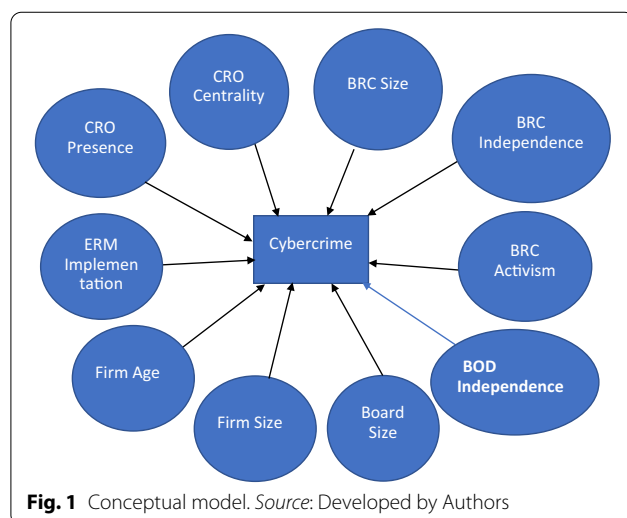 CRO
Centrality
BRC Size
CRO
Presence
BRC
Independence
Cybercrime
ERM
Implemen
tation
BRC
Activism
Firm Age
BOD
Independence
Firm Size
Board
Size
Fig. 1 Conceptual model. Source: Developed by Authors